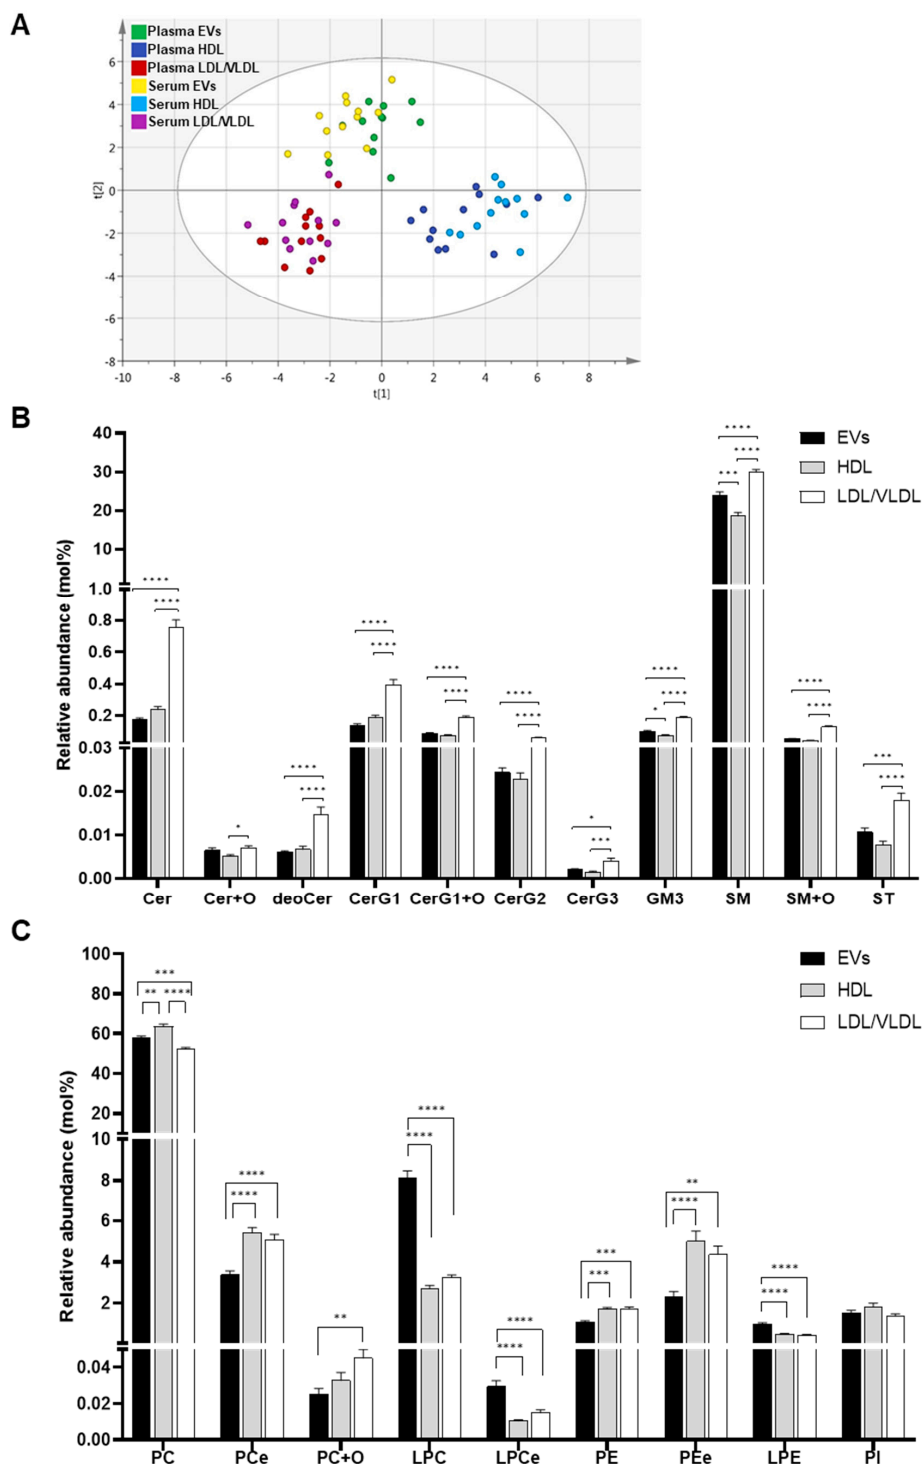 A
Plasma EVs
Plasma HDL
Plasma LDL/VLDL
Serum EVs
Serum HDL
Serum LDL/VLDL
t[2]
6
4
2
0
-2
-4
-6
-8
-10 -8 -6 -4 -2 0 2 4 6 8
t[1]
B
Relative abundance (mol%)
40
30
20
10
1.0
0.8
0.6
0.4
0.2
0.03
0.02
0.01
0.00
EVs
HDL
LDL/VLDL
**** ****
*
**** ****
**** ****
**** ****
**** ****
* ***
**** * ****
**** *** ****
**** ****
*** ****
Cer Cer+O deoCer CerG1 CerG1+O CerG2 CerG3 GM3 SM SM+O ST
C
Relative abundance (mol%)
100
80
60
40
20
10
8
6
4
2
0.04
0.02
0.00
EVs
HDL
LDL/VLDL
*** ** ****
**** ****
**
**** ****
**** ****
*** ***
** ****
**** ****
PC PCe PC+O LPC LPCe PE PEe LPE PI